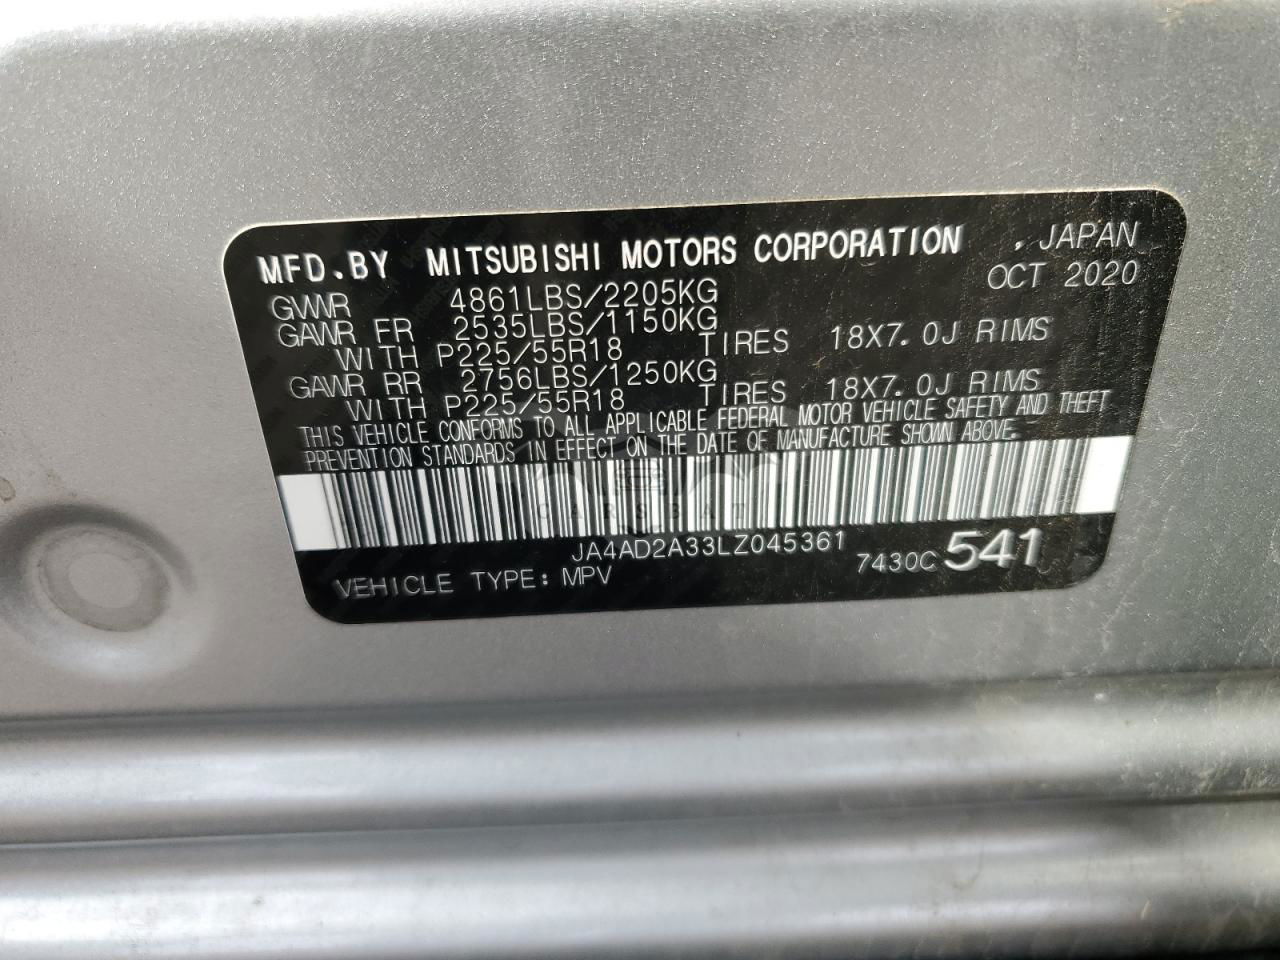 MFD.BY MITSUBISHI MOTORS CORPORATION , JAPAN
OCT 2020
GVWR 4861LBS/2205KG
GAWR FR 2535LBS/1150KG
WITH P225/55R18 TIRES 18X7.0J RIMS
GAWR RR 2756LBS/1250KG
WITH P225/55R18 TIRES 18X7.0J RIMS
THIS VEHICLE CONFORMS TO ALL APPLICABLE FEDERAL MOTOR VEHICLE SAFETY AND THEFT
PREVENTION STANDARDS IN EFFECT ON THE DATE OF MANUFACTURE SHOWN ABOVE.
CARSBAT
JA4AD2A33LZ045361
7430C 541
VEHICLE TYPE: MPV